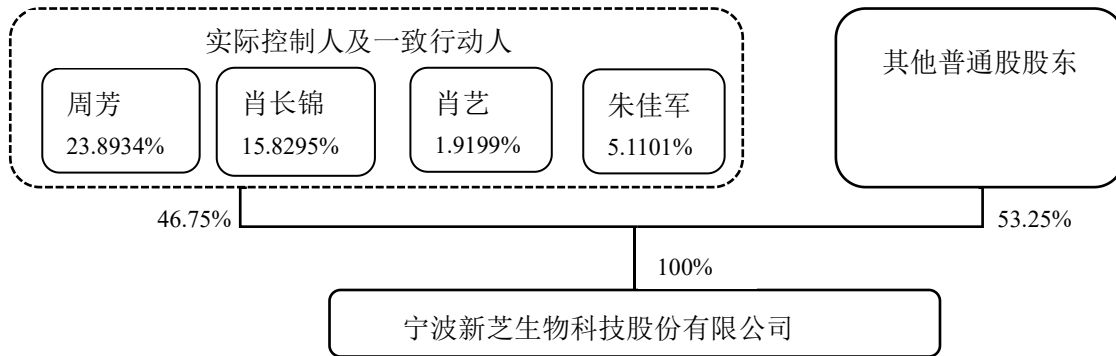 实际控制人及一致行动人
周芳
23.8934%
肖长锦
15.8295%
肖艺
1.9199%
朱佳军
5.1101%
其他普通股股东
46.75%
53.25%
100%
宁波新芝生物科技股份有限公司